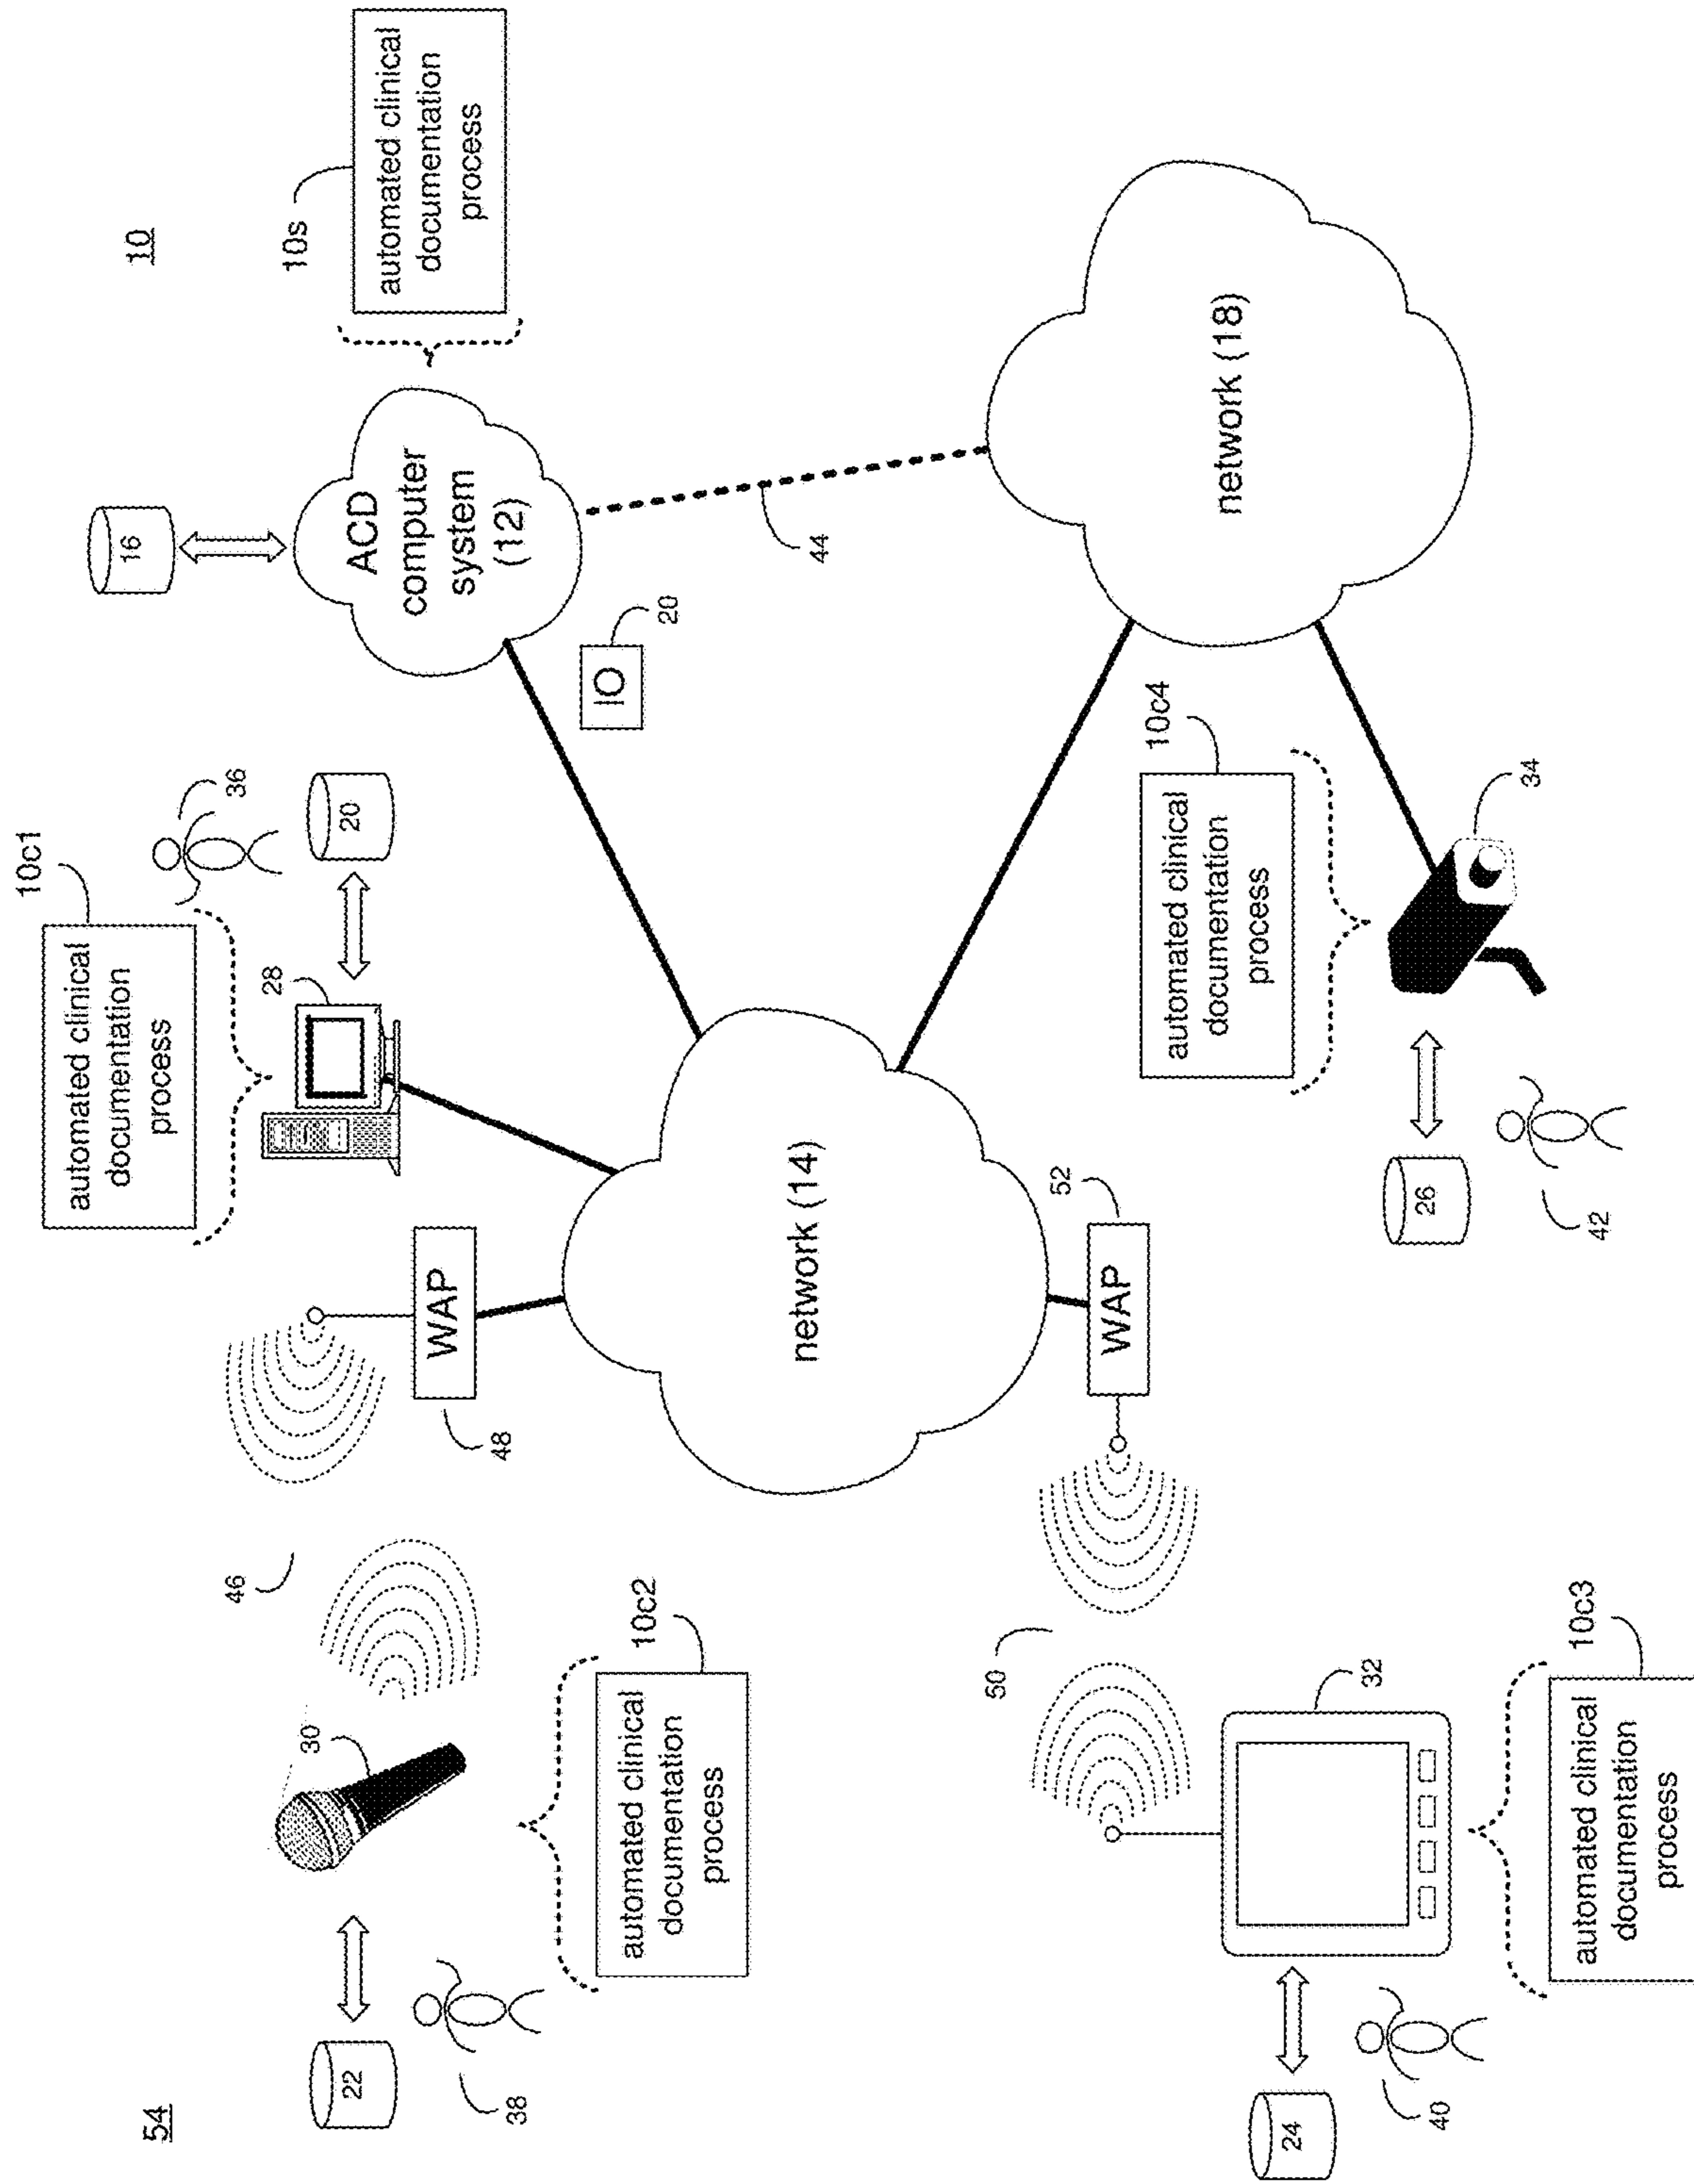 54
10
10c1
automated clinical
documentation
process
36
16
10s
automated clinical
documentation
process
46
28
20
22
30
38
48
WAP
ACD
computer
system
(12)
IO
20
10c2
automated clinical
documentation
process
network (14)
44
50
52
WAP
10c4
automated clinical
documentation
process
network (18)
24
32
40
26
34
42
10c3
automated clinical
documentation
process